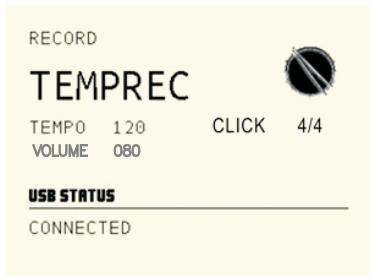 RECORD
TEMPREC
TEMPO 120 CLICK 4/4
VOLUME 080
USB STATUS
CONNECTED